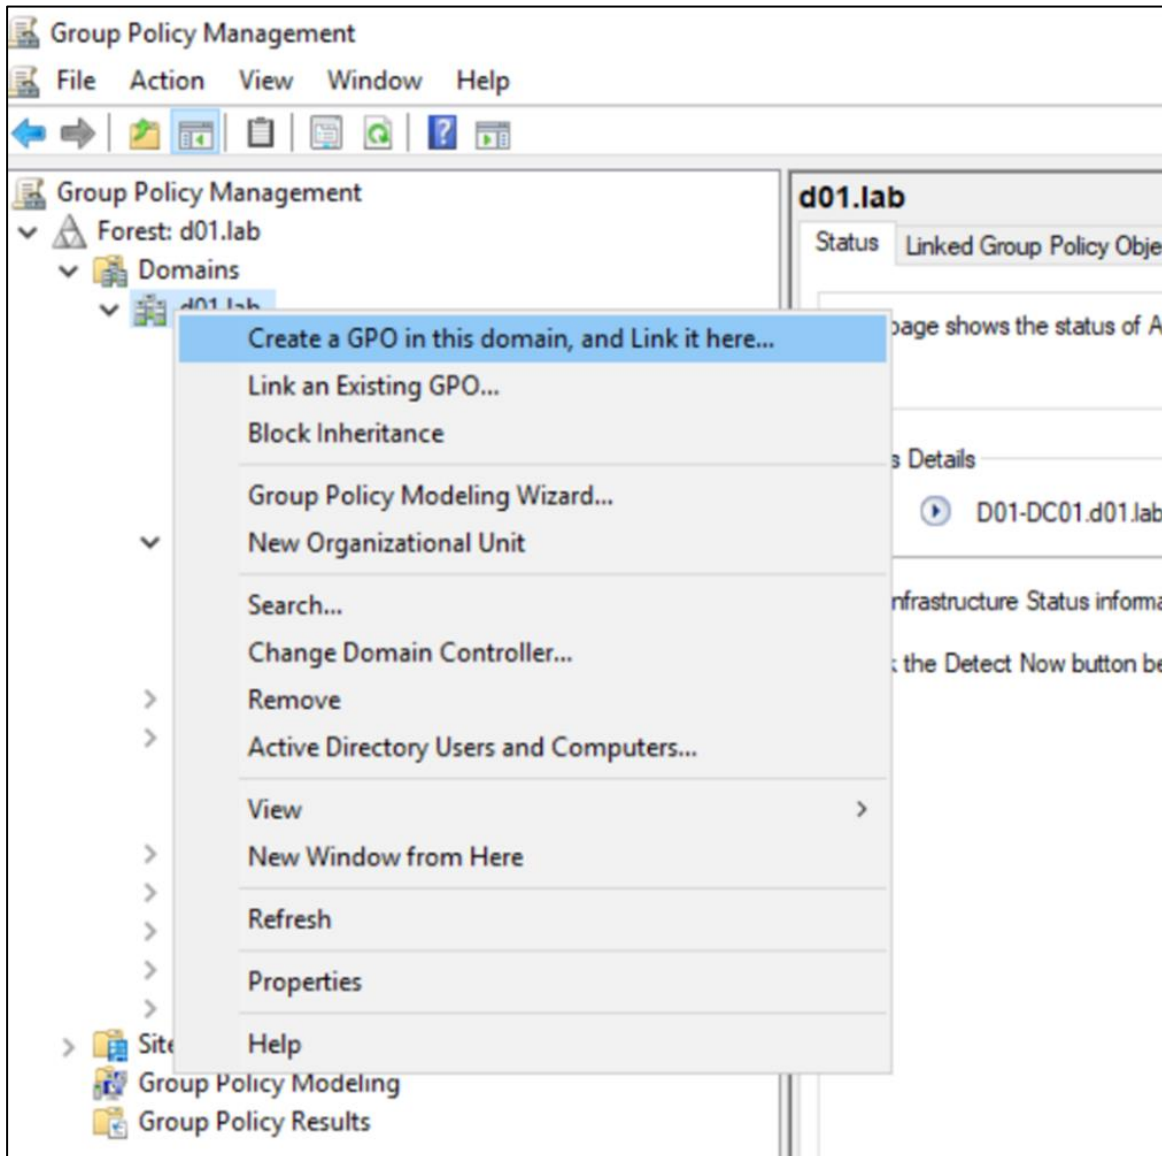 Group Policy Management
File Action View Window Help
Group Policy Management
Forest: d01.lab
Domains
d01.lab
Create a GPO in this domain, and Link it here...
Link an Existing GPO...
Block Inheritance
Group Policy Modeling Wizard...
New Organizational Unit
Search...
Change Domain Controller...
Remove
Active Directory Users and Computers...
View
New Window from Here
Refresh
Properties
Help
Site
Group Policy Modeling
Group Policy Results
d01.lab
Status Linked Group Policy Obje
page shows the status of A
s Details
D01-DC01.d01.lab
nfrastructure Status informa
the Detect Now button be